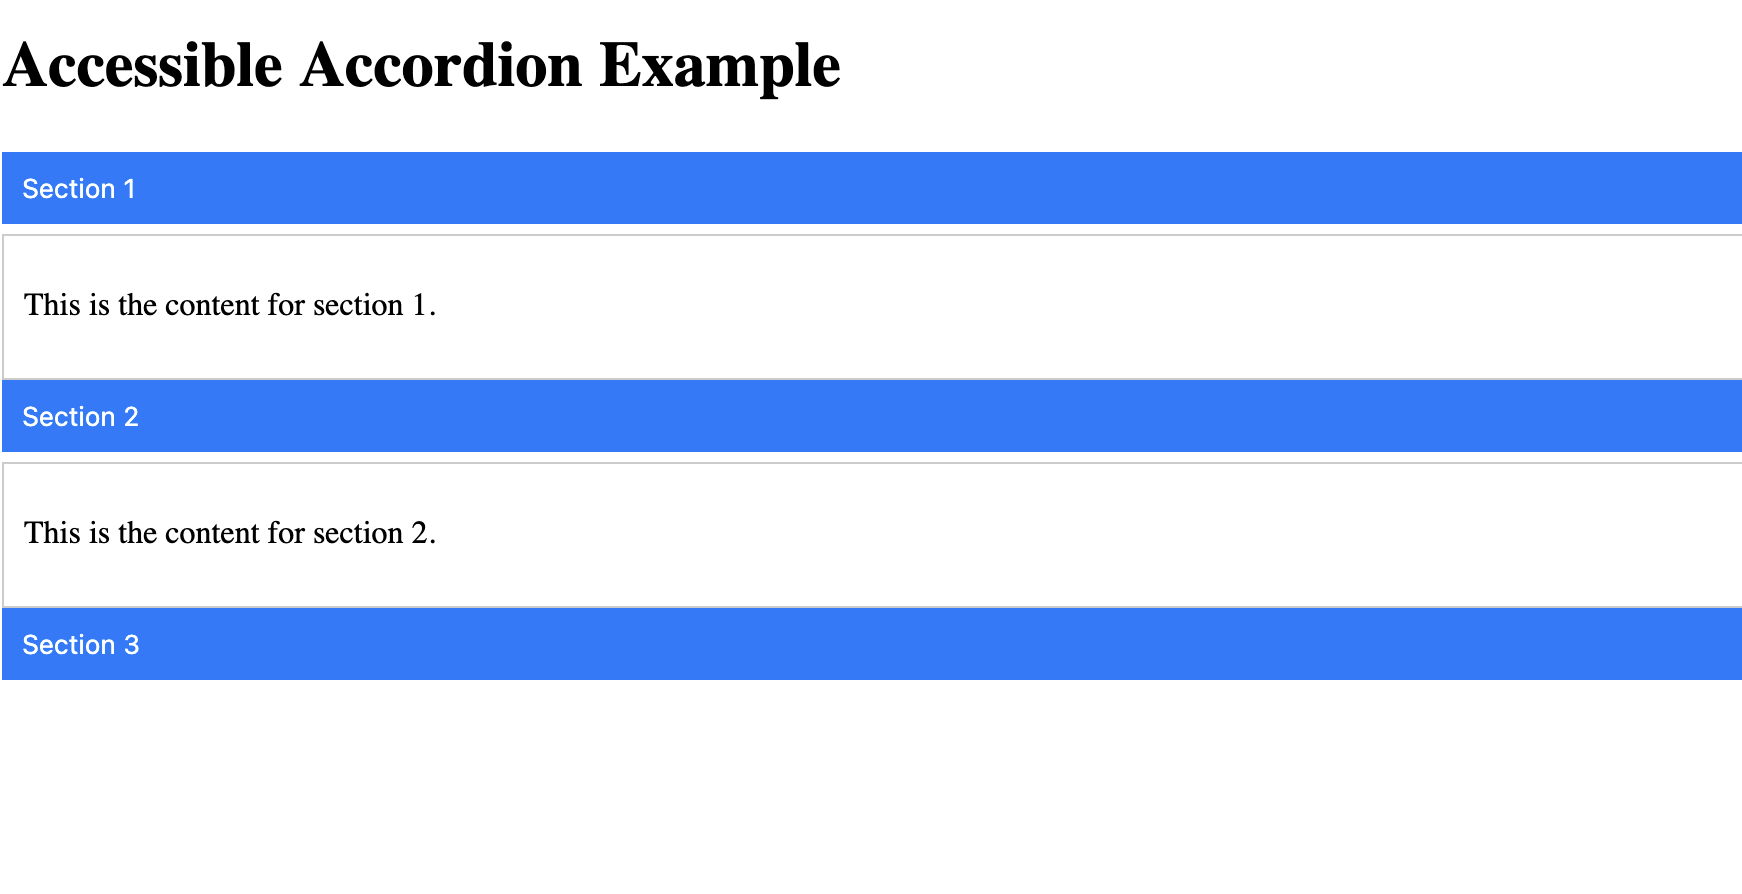 Accessible Accordion Example
Section 1
This is the content for section 1.
Section 2
This is the content for section 2.
Section 3